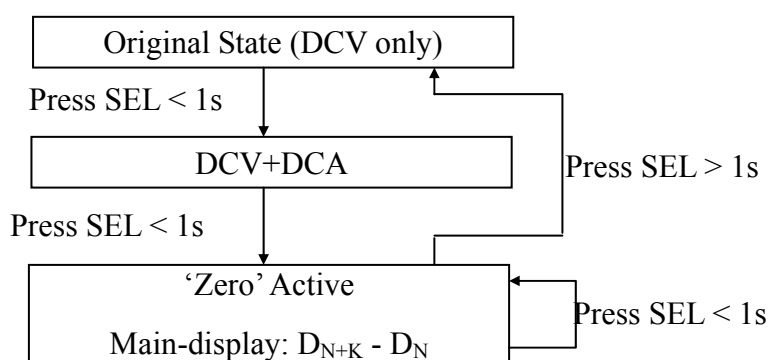 Original State (DCV only)
Press SEL < 1s
DCV+DCA
Press SEL > 1s
Press SEL < 1s
‘Zero’ Active
Press SEL < 1s
Main-display: D_{N+K} - D_N